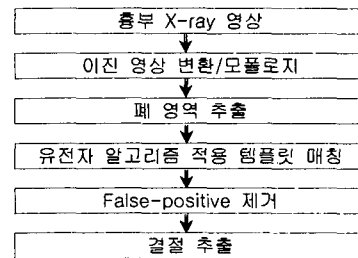 흉부 X-ray 영상
이진 영상 변환/모폴로지
폐 영역 추출
유전자 알고리즘 적용 템플릿 매칭
False-positive 제거
결절 추출